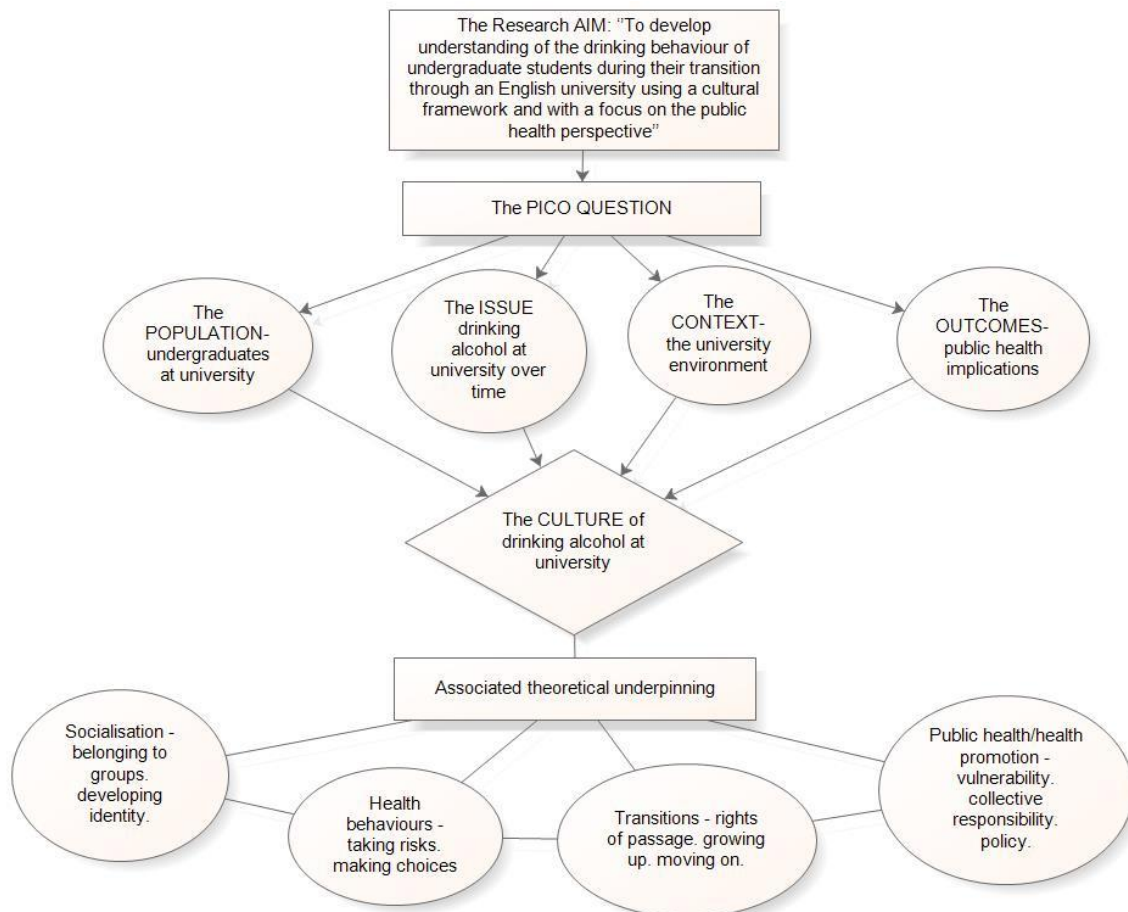 The Research AIM: "To develop
understanding of the drinking behaviour of
undergraduate students during their transition
through an English university using a cultural
framework and with a focus on the public
health perspective"
The PICO QUESTION
The
POPULATION-
undergraduates
at university
The ISSUE
drinking
alcohol at
university over
time
The
CONTEXT-
the university
environment
The
OUTCOMES-
public health
implications
The CULTURE of
drinking alcohol at
university
Associated theoretical underpinning
Socialisation -
belonging to
groups.
developing
identity.
Health
behaviours -
taking risks.
making choices
Transitions - rights
of passage. growing
up. moving on.
Public health/health
promotion -
vulnerability.
collective
responsibility.
policy.